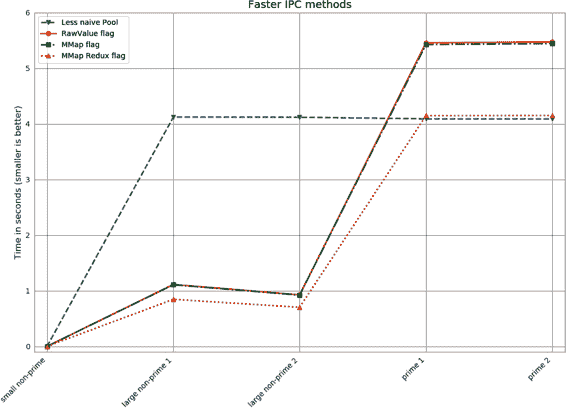 Faster IPC methods
Less naive Pool
RawValue flag
MMap flag
MMap Redux flag
Time in seconds (smaller is better)
6
5
4
3
2
1
0
small non-prime
large non-prime 1
large non-prime 2
prime 1
prime 2